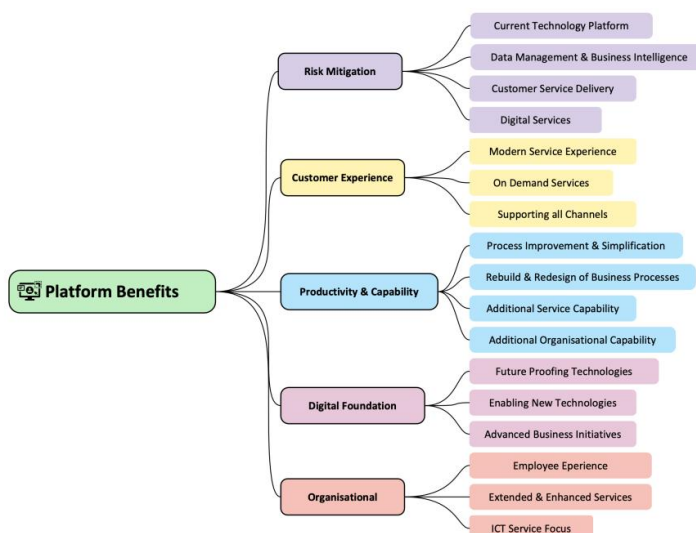 Platform Benefits
Risk Mitigation
Current Technology Platform
Data Management & Business Intelligence
Customer Service Delivery
Digital Services
Customer Experience
Modern Service Experience
On Demand Services
Supporting all Channels
Productivity & Capability
Process Improvement & Simplification
Rebuild & Redesign of Business Processes
Additional Service Capability
Additional Organisational Capability
Digital Foundation
Future Proofing Technologies
Enabling New Technologies
Advanced Business Initiatives
Organisational
Employee Eperience
Extended & Enhanced Services
ICT Service Focus